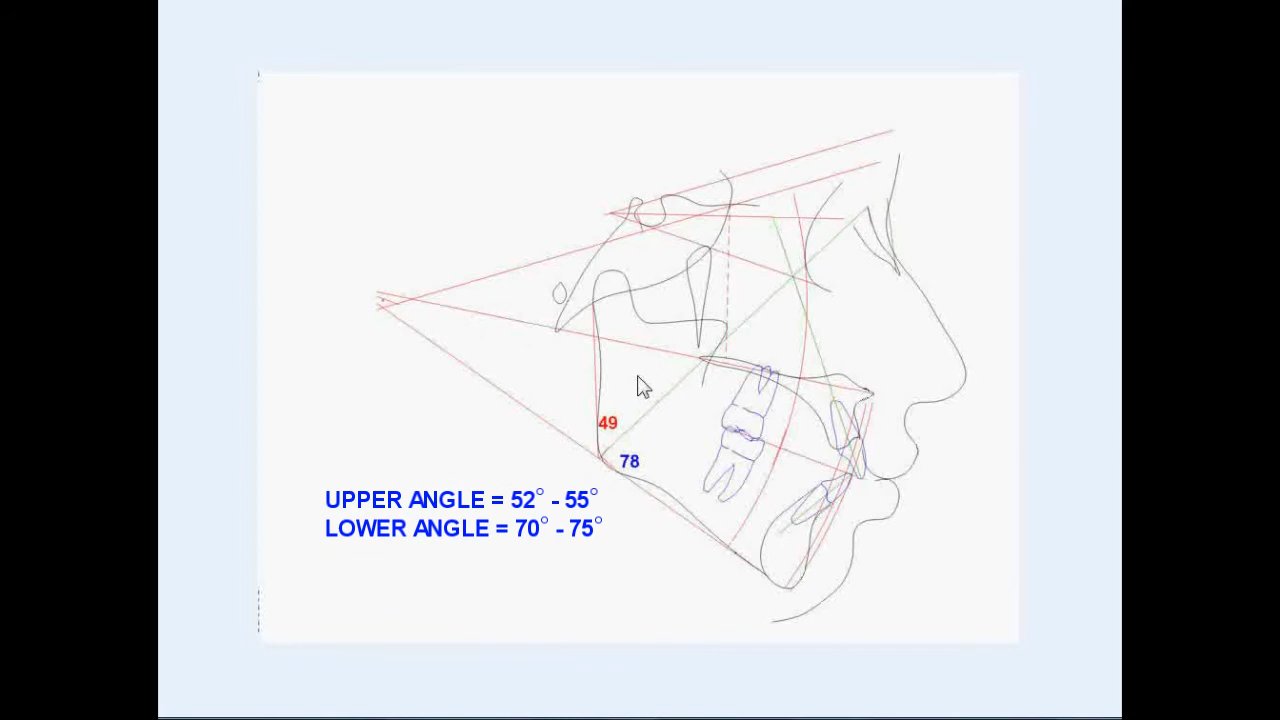 49
78
UPPER ANGLE = 52° - 55°
LOWER ANGLE = 70° - 75°